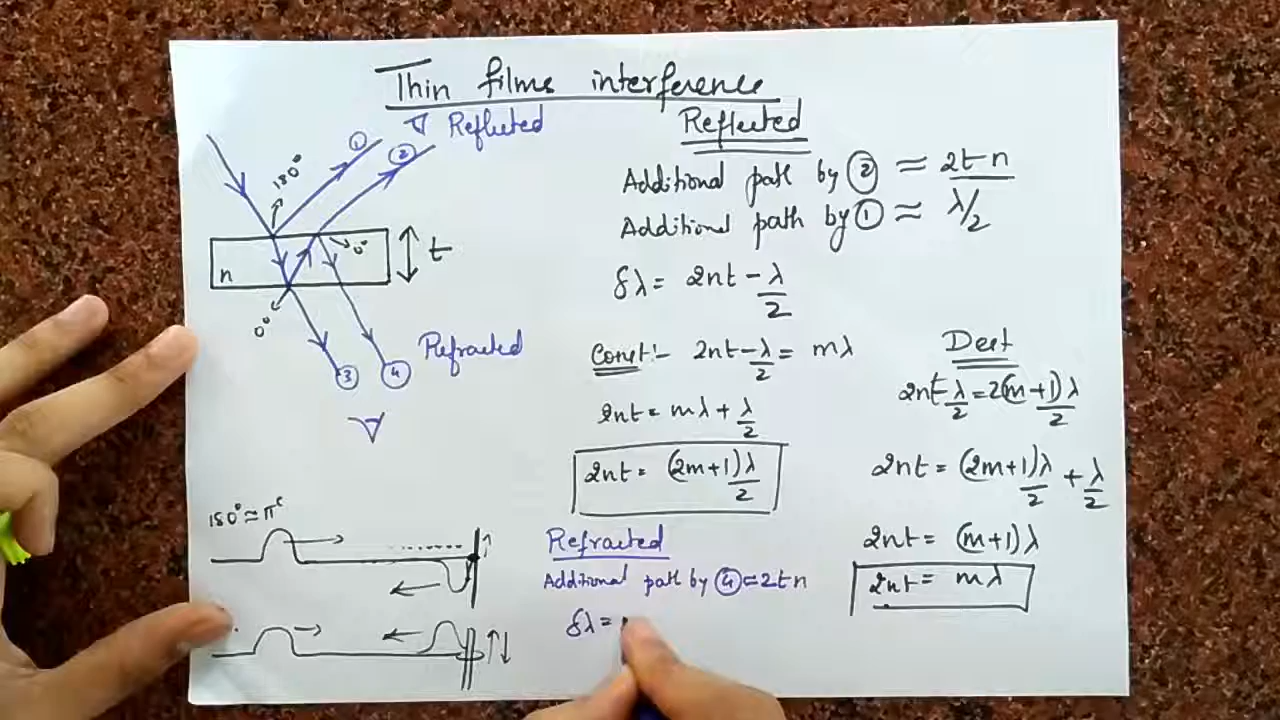 Thin films interference
Reflected
① ②
180°
0°
n
t
0°
Refracted
③ ④
180° ≈ πᶜ
Reflected
Additional path by ② ≈ 2t-n
Additional path by ① ≈ λ/2
δλ = 2nt - λ/2
Const:- 2nt - λ/2 = mλ
2nt = mλ + λ/2
2nt = (2m+1)λ/2
Dest
2nt - λ/2 = 2(m+1)λ/2
2nt = (2m+1)λ/2 + λ/2
2nt = (m+1)λ
2nt = mλ
Refracted
Additional path by ④ = 2tn
δλ =